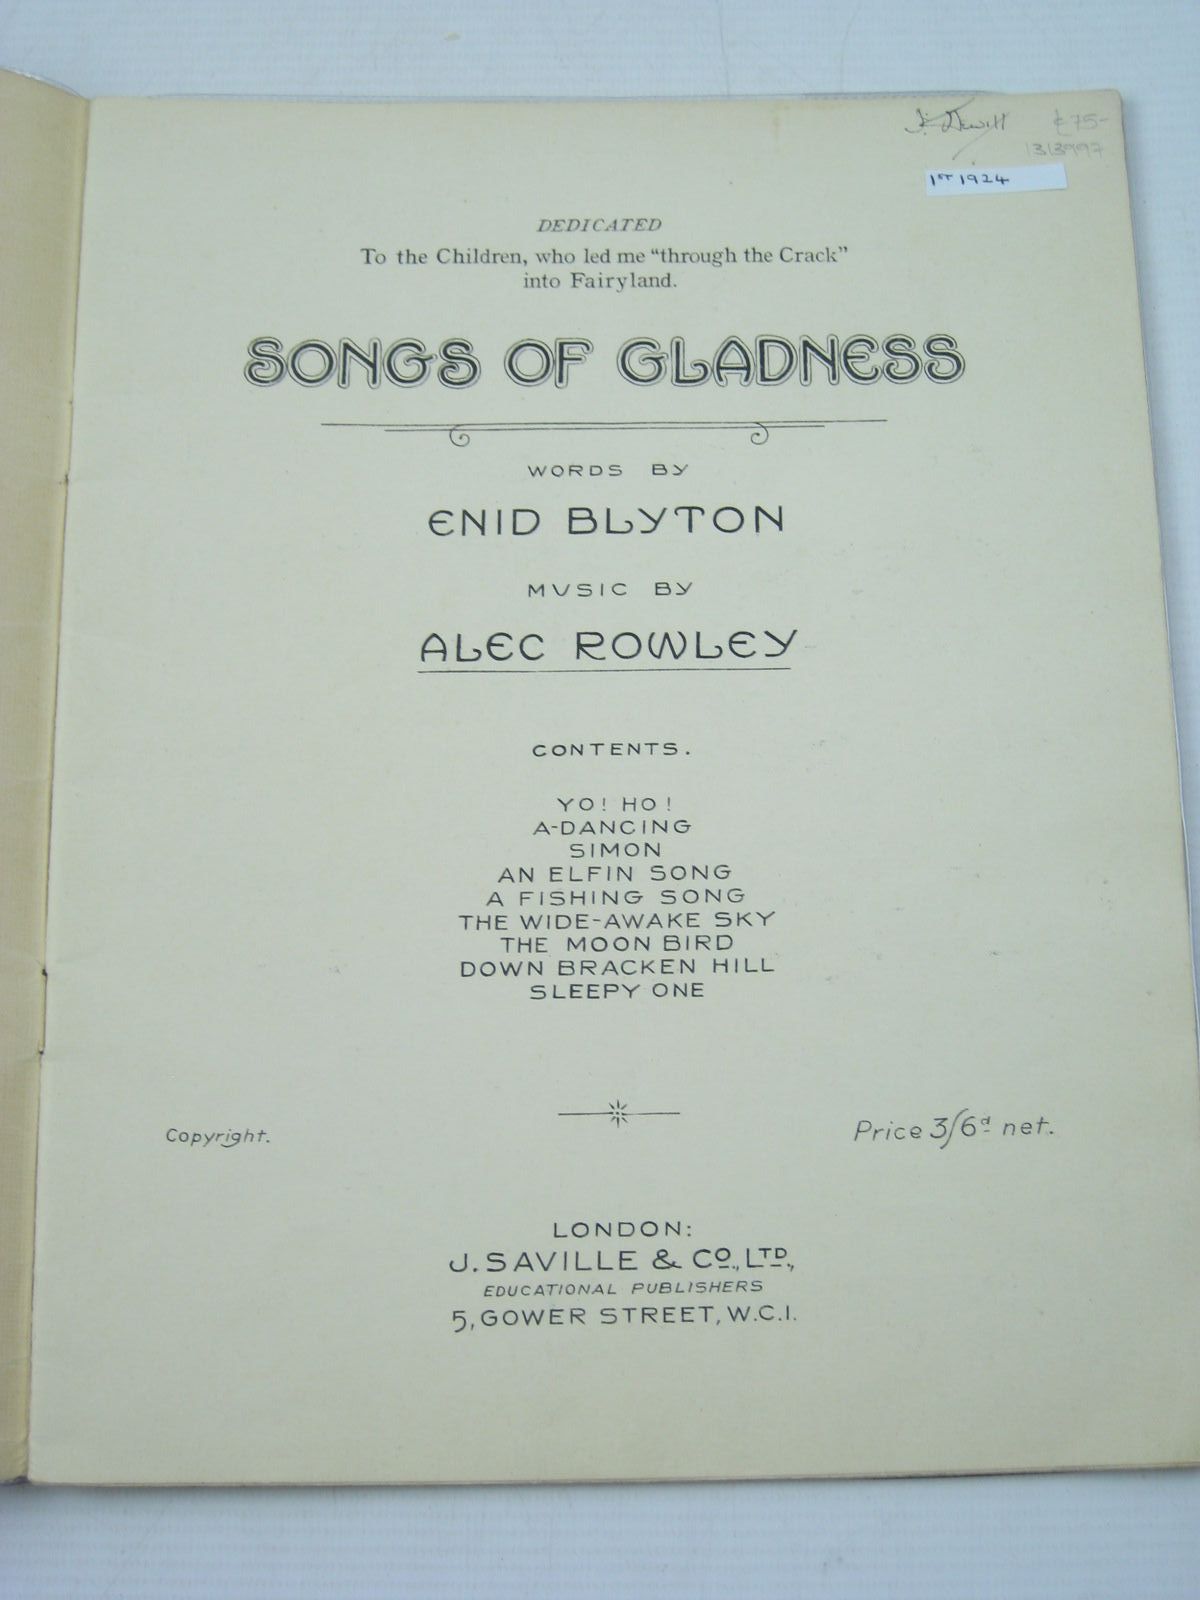 £75-
1313997
1ST 1924
DEDICATED
To the Children, who led me "through the Crack"
into Fairyland.
SONGS OF GLADNESS
WORDS BY
ENID BLYTON
MVSIC BY
ALEC ROWLEY
CONTENTS.
YO! HO!
A-DANCING
SIMON
AN ELFIN SONG
A FISHING SONG
THE WIDE-AWAKE SKY
THE MOON BIRD
DOWN BRACKEN HILL
SLEEPY ONE
Copyright.
Price 3/6d net.
LONDON:
J. SAVILLE & CO., LTD.,
EDUCATIONAL PUBLISHERS
5, GOWER STREET, W.C.1.